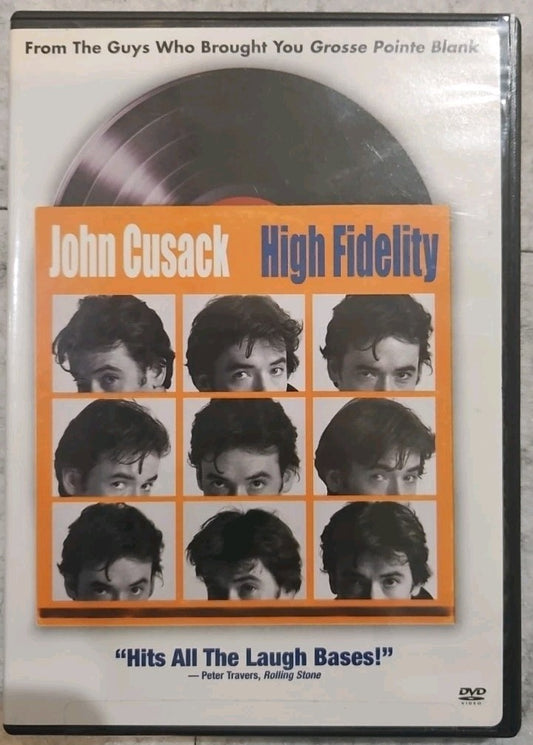 From The Guys Who Brought You Grosse Pointe Blank
John Cusack High Fidelity
“Hits All The Laugh Bases!”
— Peter Travers, Rolling Stone
DVD
VIDEO